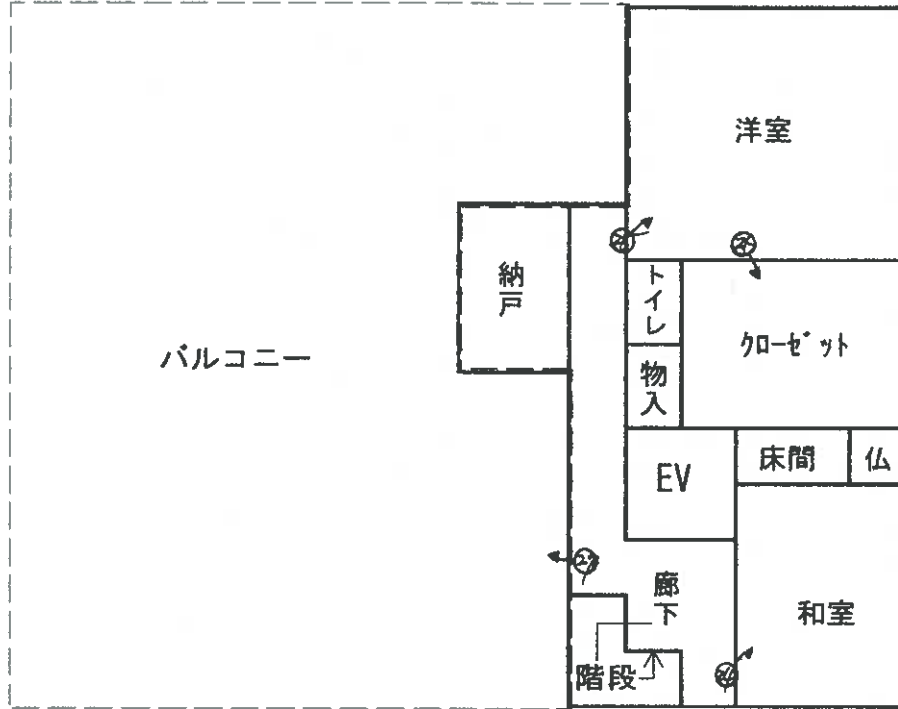 洋室
納戸
トイレ
クローゼット
バルコニー
物入
床間
仏
EV
廊下
和室
階段